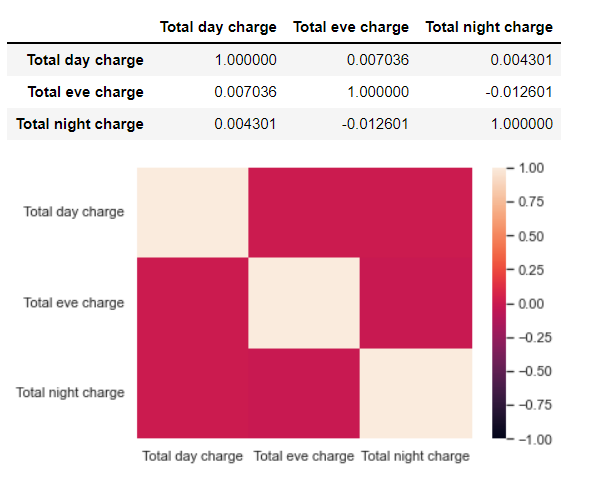 Total day charge Total eve charge Total night charge
Total day charge 1.000000 0.007036 0.004301
Total eve charge 0.007036 1.000000 -0.012601
Total night charge 0.004301 -0.012601 1.000000
Total day charge
Total eve charge
Total night charge
Total day charge Total eve charge Total night charge
1.00
0.75
0.50
0.25
0.00
−0.25
−0.50
−0.75
−1.00